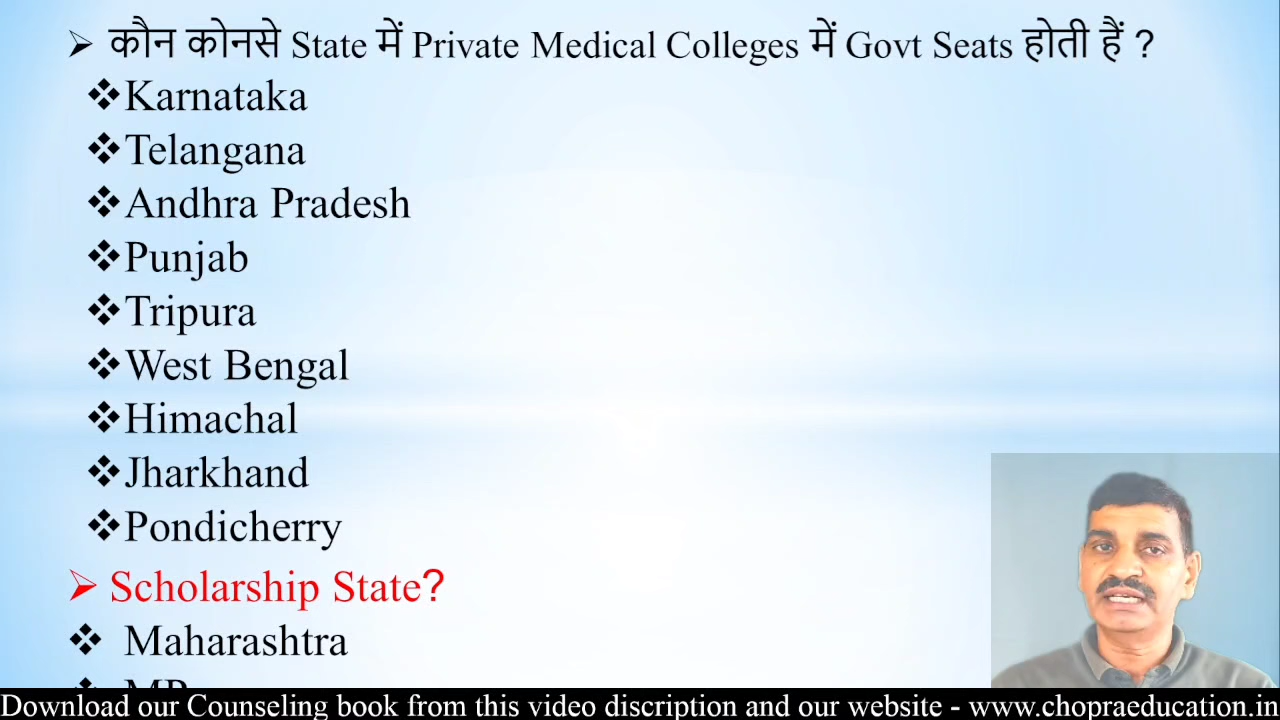 ➢ कौन कोनसे State में Private Medical Colleges में Govt Seats होती हैं ?
❖Karnataka
❖Telangana
❖Andhra Pradesh
❖Punjab
❖Tripura
❖West Bengal
❖Himachal
❖Jharkhand
❖Pondicherry
➢ Scholarship State?
❖ Maharashtra
❖ MP
Download our Counseling book from this video discription and our website - www.chopraeducation.in